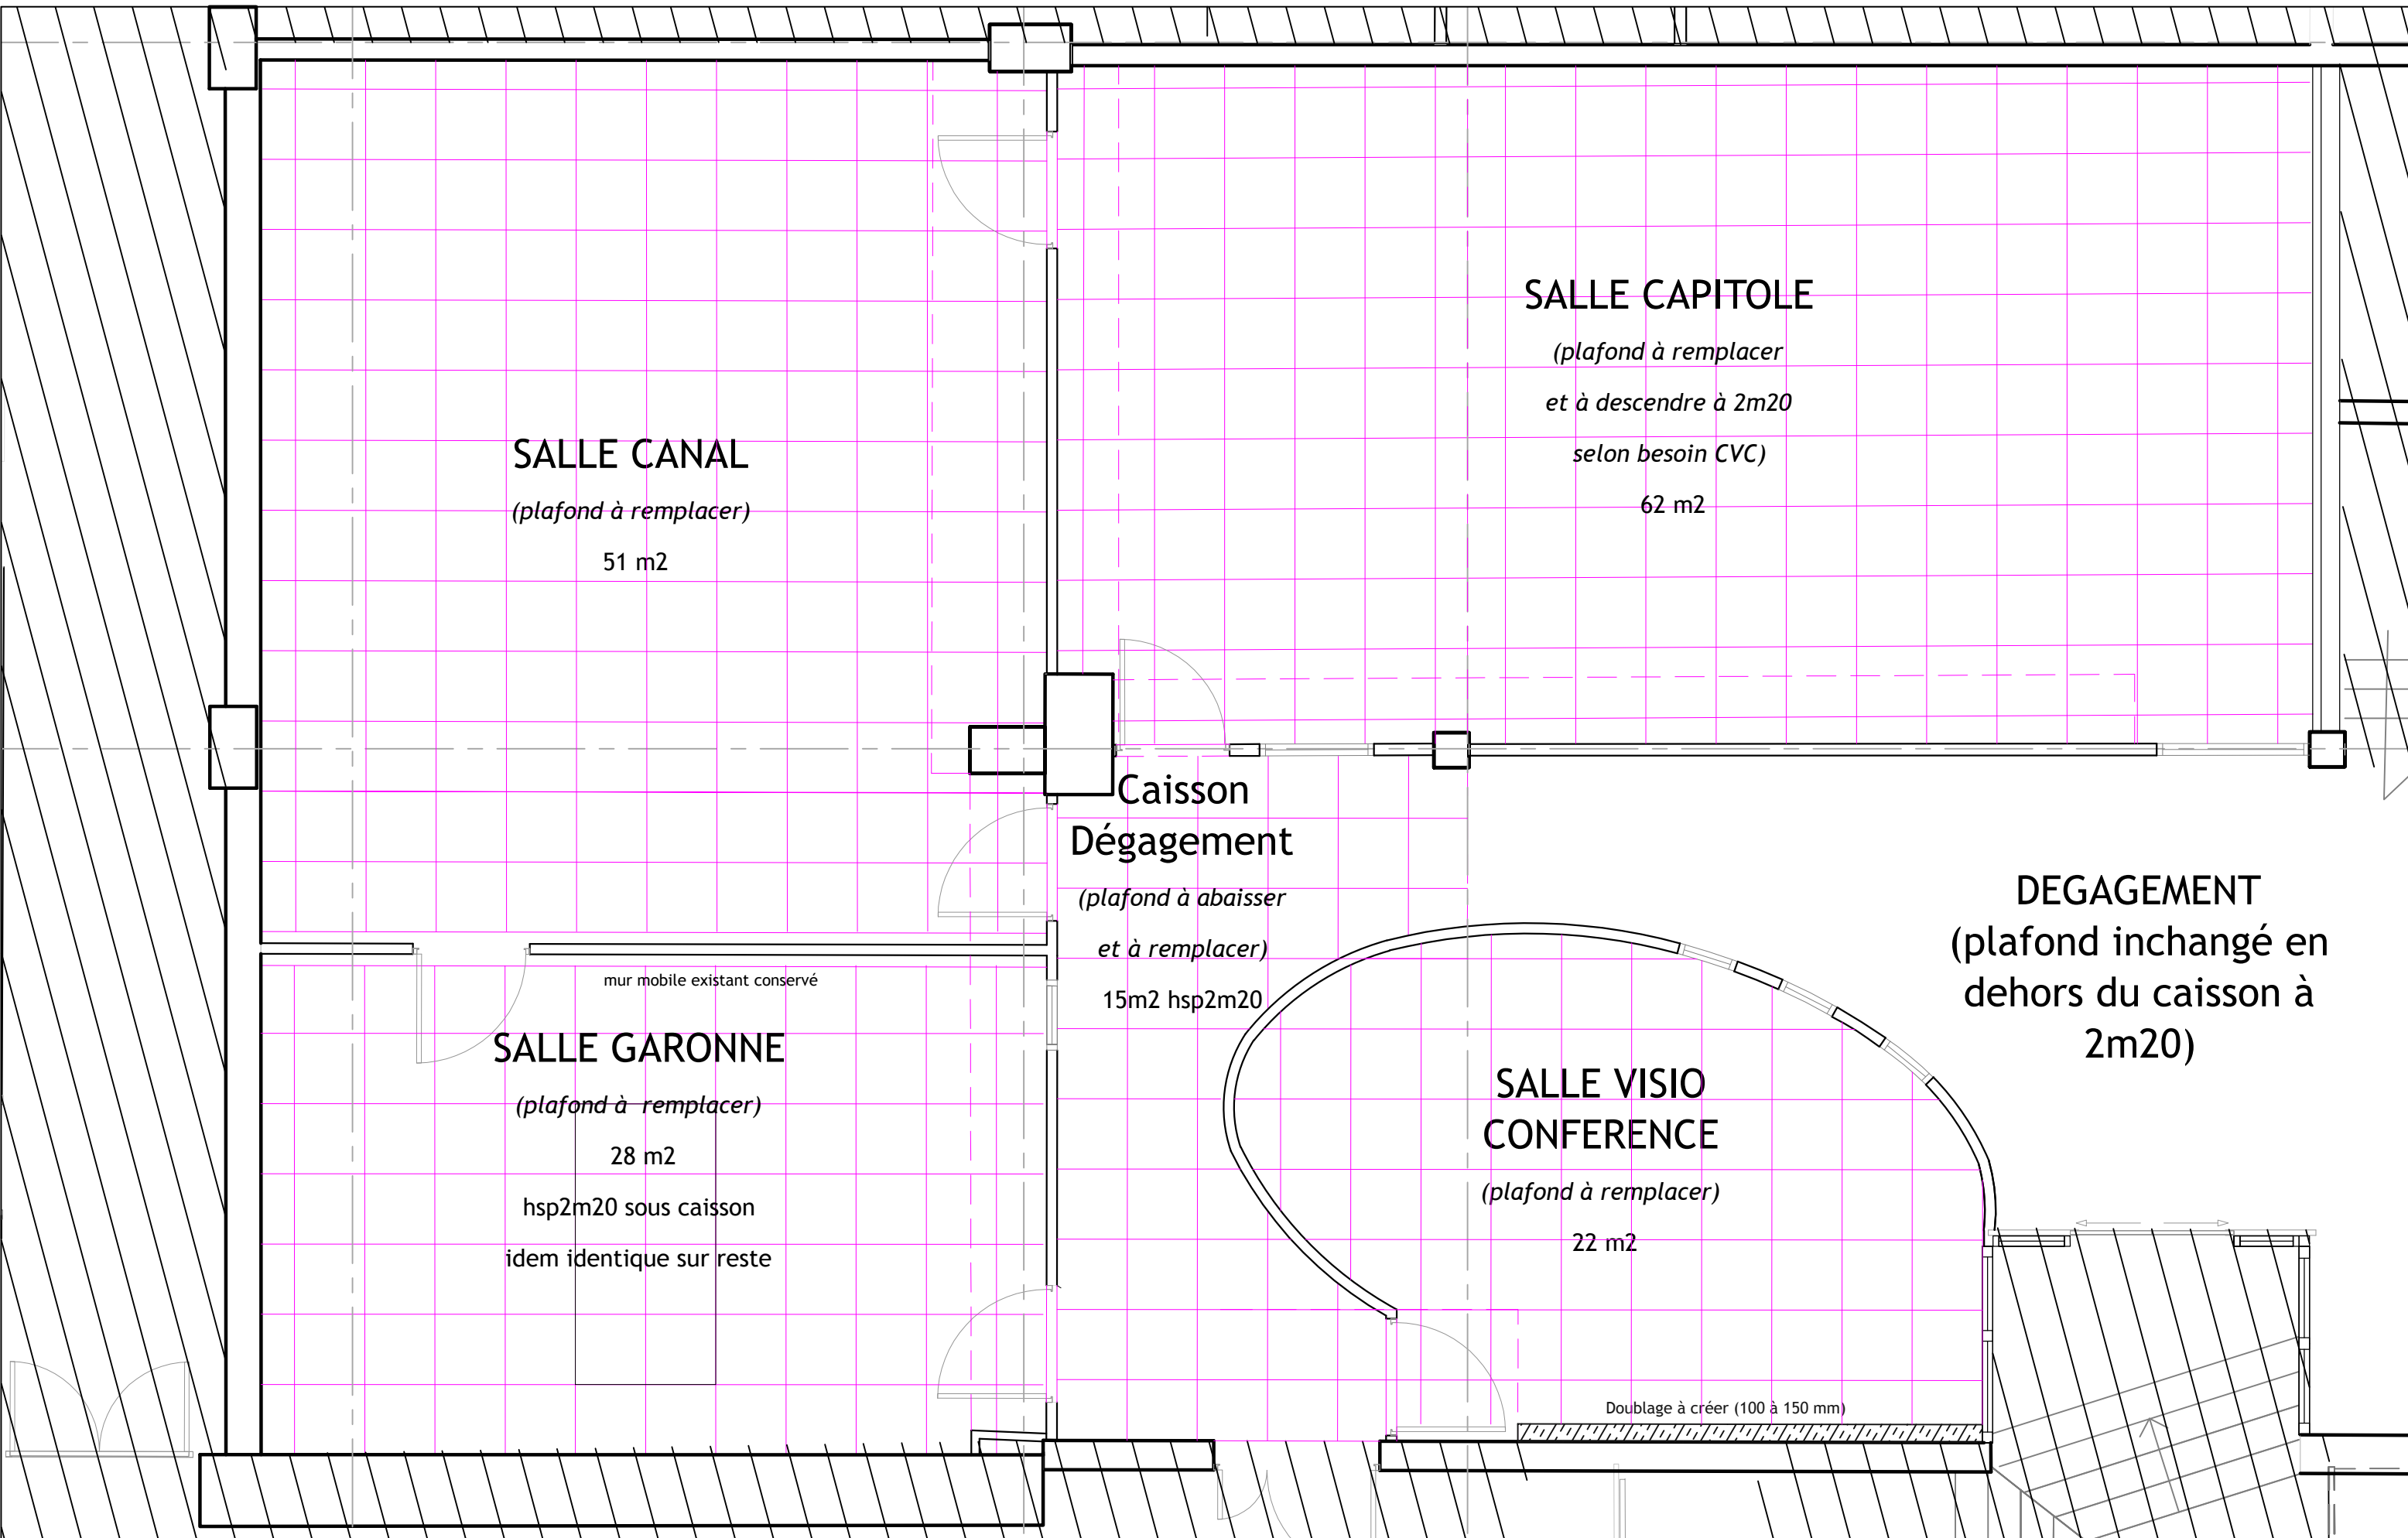 SALLE CAPITOLE
(plafond à remplacer
et à descendre à 2m20
selon besoin CVC)
62 m2
SALLE CANAL
(plafond à remplacer)
51 m2
Caisson
Dégagement
(plafond à abaisser
et à remplacer)
15m2 hsp2m20
DEGAGEMENT
(plafond inchangé en
dehors du caisson à
2m20)
mur mobile existant conservé
SALLE GARONNE
(plafond à remplacer)
28 m2
hsp2m20 sous caisson
idem identique sur reste
SALLE VISIO
CONFERENCE
(plafond à remplacer)
22 m2
Doublage à créer (100 à 150 mm)